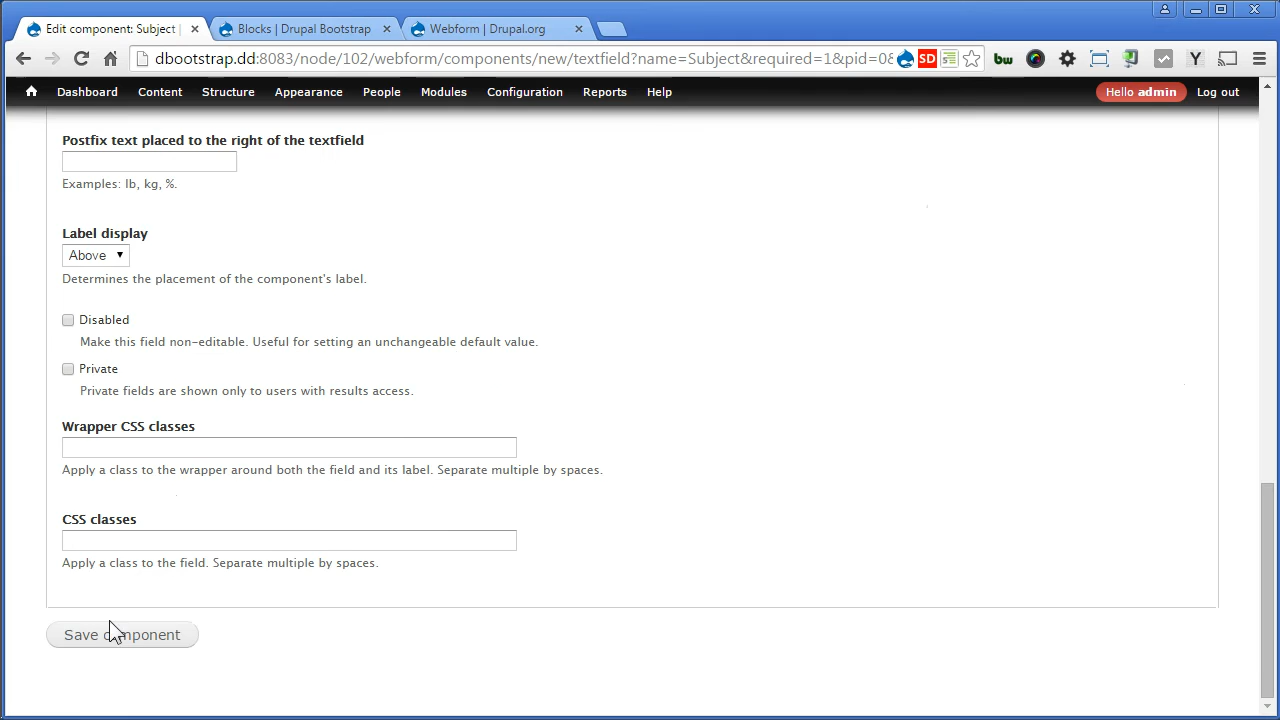 Edit component: Subject
Blocks | Drupal Bootstrap
Webform | Drupal.org
dbootstrap.dd:8083/node/102/webform/components/new/textfield?name=Subject&required=1&pid=0&
SD
bw
Y
Dashboard Content Structure Appearance People Modules Configuration Reports Help
Hello admin Log out
Postfix text placed to the right of the textfield
Examples: lb, kg, %.
Label display
Above
Determines the placement of the component's label.
Disabled
Make this field non-editable. Useful for setting an unchangeable default value.
Private
Private fields are shown only to users with results access.
Wrapper CSS classes
Apply a class to the wrapper around both the field and its label. Separate multiple by spaces.
CSS classes
Apply a class to the field. Separate multiple by spaces.
Save component